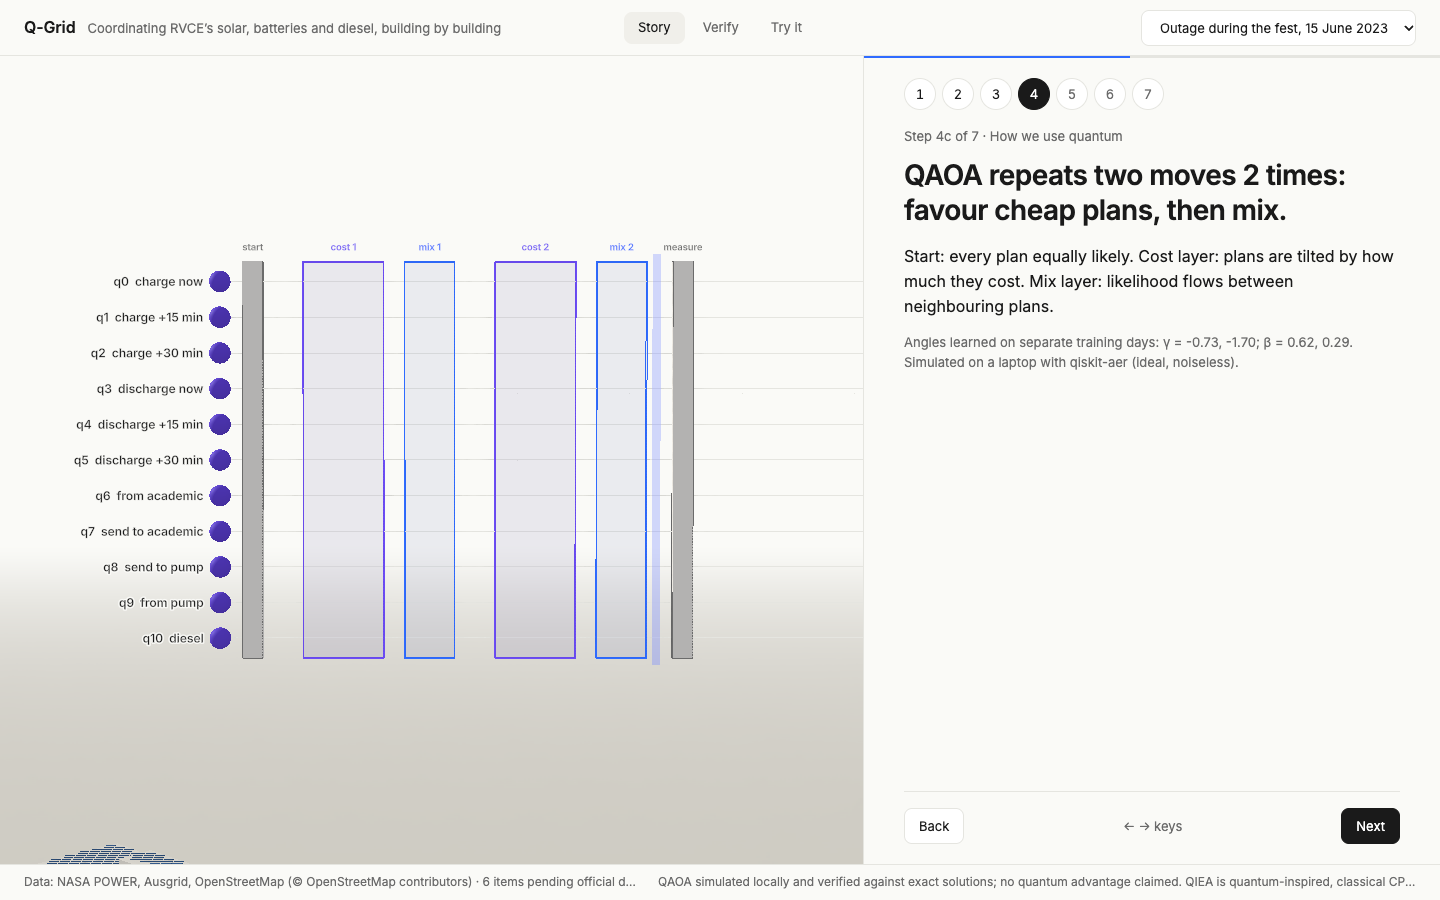 Q-Grid Coordinating RVCE's solar, batteries and diesel, building by building
Story Verify Try it
Outage during the fest, 15 June 2023
start cost 1 mix 1 cost 2 mix 2 measure
q0 charge now
q1 charge +15 min
q2 charge +30 min
q3 discharge now
q4 discharge +15 min
q5 discharge +30 min
q6 from academic
q7 send to academic
q8 send to pump
q9 from pump
q10 diesel
1 2 3 4 5 6 7
Step 4c of 7 · How we use quantum
QAOA repeats two moves 2 times:
favour cheap plans, then mix.
Start: every plan equally likely. Cost layer: plans are tilted by how
much they cost. Mix layer: likelihood flows between
neighbouring plans.
Angles learned on separate training days: γ = -0.73, -1.70; β = 0.62, 0.29.
Simulated on a laptop with qiskit-aer (ideal, noiseless).
Back ← → keys Next
Data: NASA POWER, Ausgrid, OpenStreetMap (© OpenStreetMap contributors) · 6 items pending official d...
QAOA simulated locally and verified against exact solutions; no quantum advantage claimed. QIEA is quantum-inspired, classical CP...